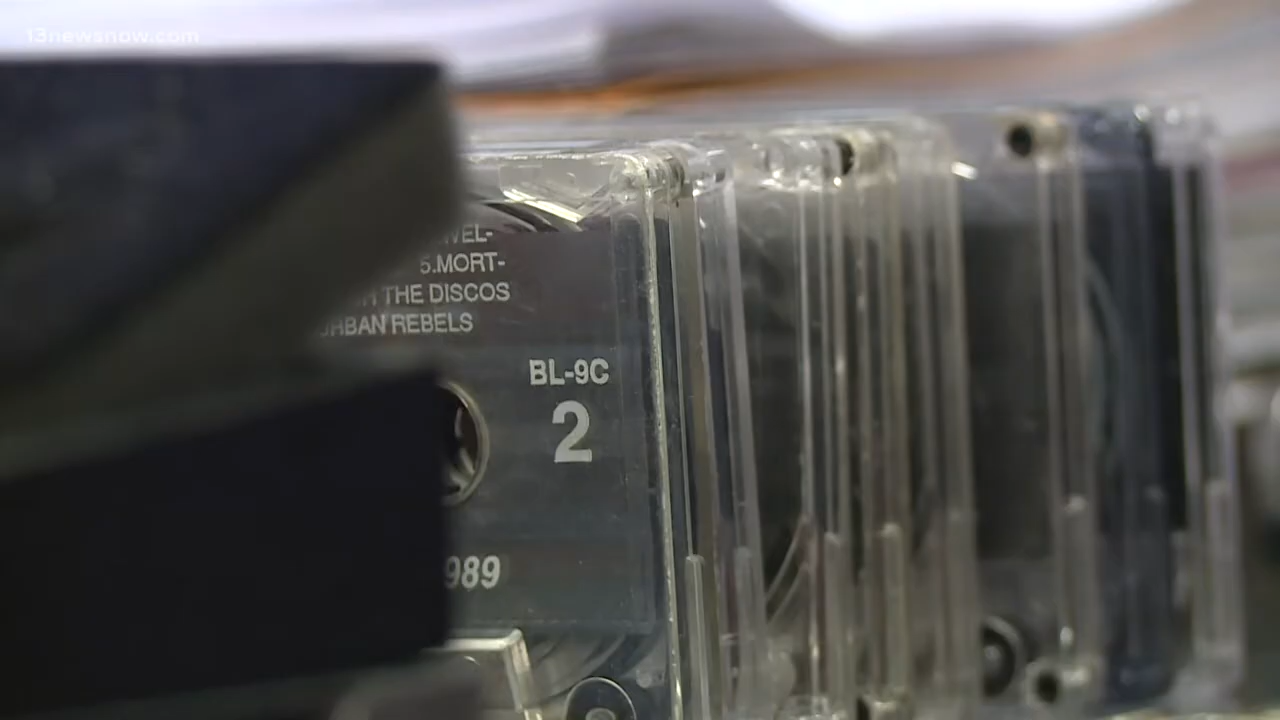 13newsnow.com
5.MORT-
THE DISCOS
URBAN REBELS
BL-9C
2
989